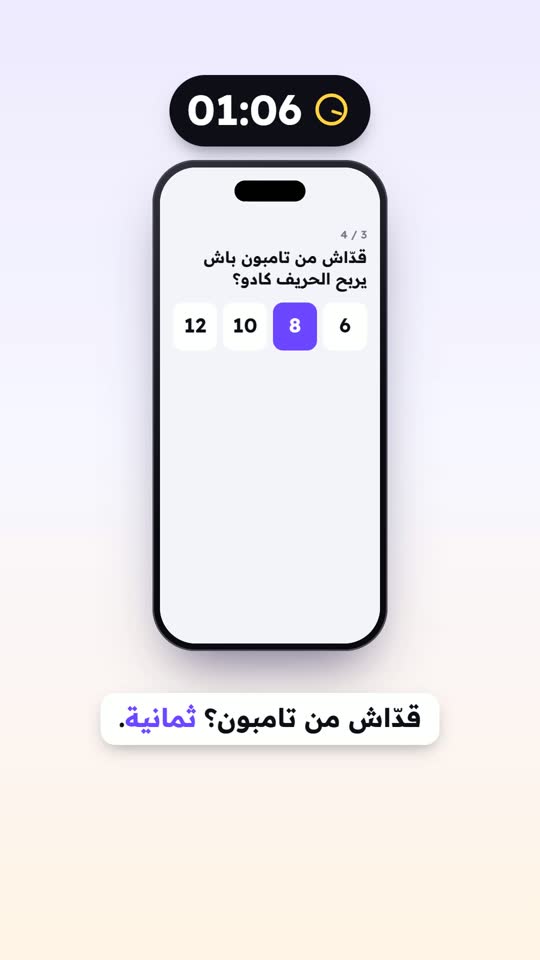 01:06
3 / 4
قدّاش من تامبون باش
يربح الحريف كادو؟
6
8
10
12
قدّاش من تامبون؟ ثمانية.